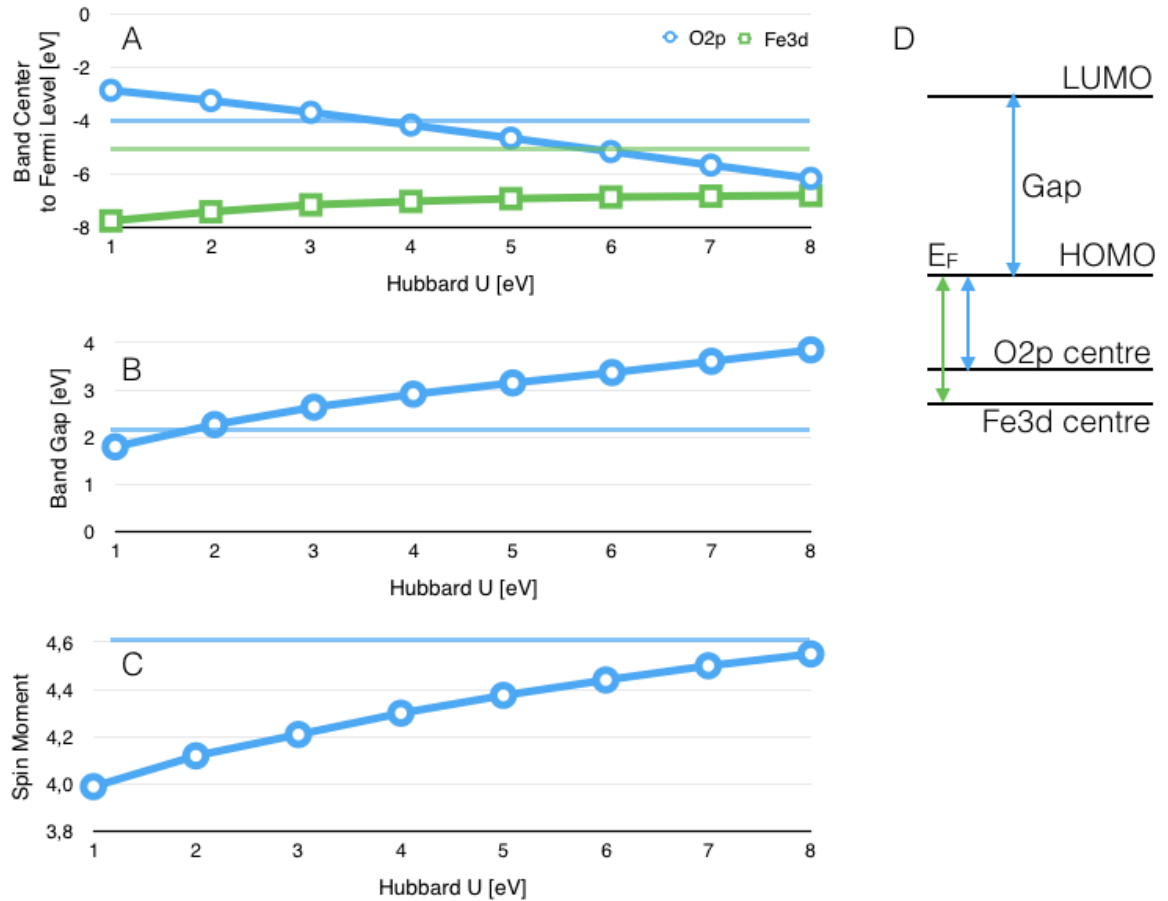 A
O2p Fe3d
Band Center
to Fermi Level [eV]
0
-2
-4
-6
-8
1 2 3 4 5 6 7 8
Hubbard U [eV]
B
Band Gap [eV]
4
3
2
1
0
1 2 3 4 5 6 7 8
Hubbard U [eV]
C
Spin Moment
4,6
4,4
4,2
4,0
3,8
1 2 3 4 5 6 7 8
Hubbard U [eV]
D
LUMO
Gap
EF HOMO
O2p centre
Fe3d centre